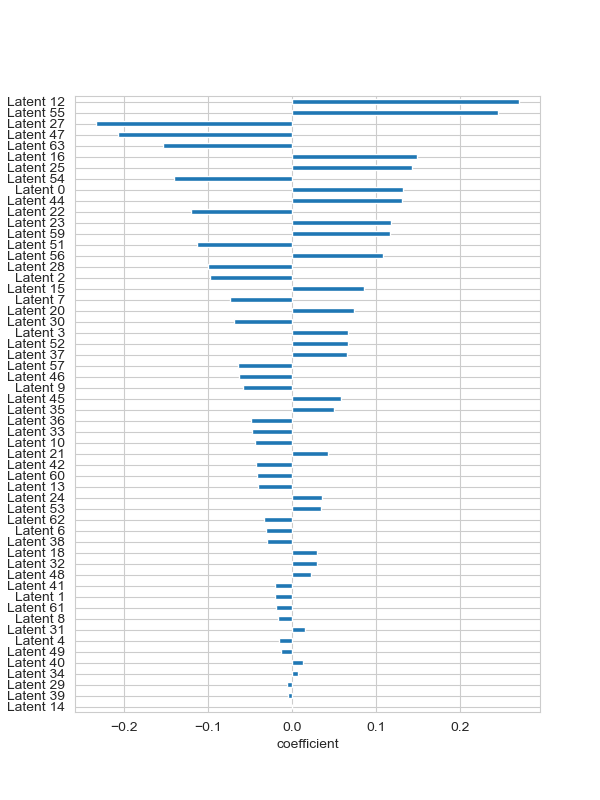 Latent 12
Latent 55
Latent 27
Latent 47
Latent 63
Latent 16
Latent 25
Latent 54
Latent 0
Latent 44
Latent 22
Latent 23
Latent 59
Latent 51
Latent 56
Latent 28
Latent 2
Latent 15
Latent 7
Latent 20
Latent 30
Latent 3
Latent 52
Latent 37
Latent 57
Latent 46
Latent 9
Latent 45
Latent 35
Latent 36
Latent 33
Latent 10
Latent 21
Latent 42
Latent 60
Latent 13
Latent 24
Latent 53
Latent 62
Latent 6
Latent 38
Latent 18
Latent 32
Latent 48
Latent 41
Latent 1
Latent 61
Latent 8
Latent 31
Latent 4
Latent 49
Latent 40
Latent 34
Latent 29
Latent 39
Latent 14
−0.2 −0.1 0.0 0.1 0.2
coefficient